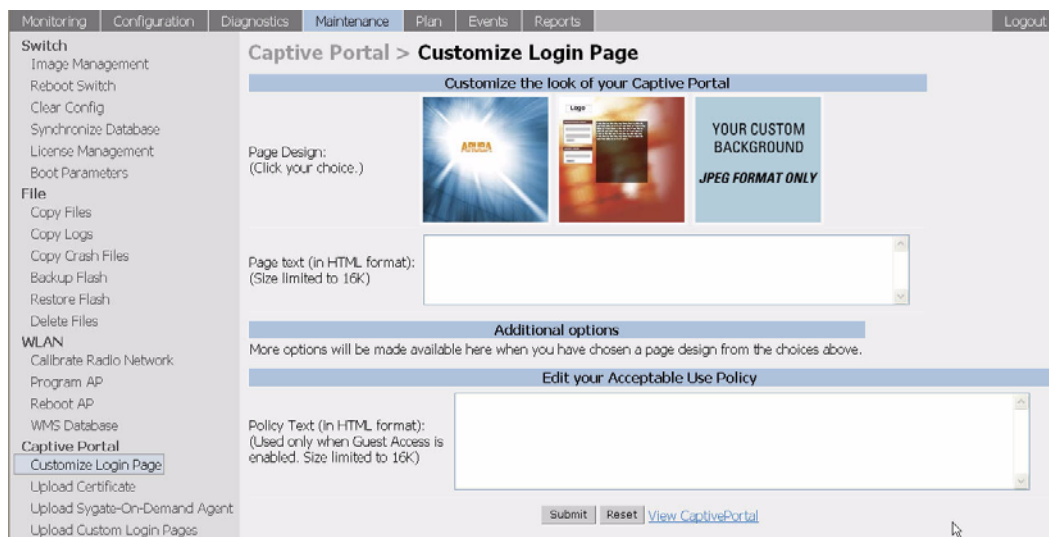 Monitoring Configuration Diagnostics Maintenance Plan Events Reports Logout
Switch
Image Management
Reboot Switch
Clear Config
Synchronize Database
License Management
Boot Parameters
File
Copy Files
Copy Logs
Copy Crash Files
Backup Flash
Restore Flash
Delete Files
WLAN
Calibrate Radio Network
Program AP
Reboot AP
WMS Database
Captive Portal
Customize Login Page
Upload Certificate
Upload Sygate-On-Demand Agent
Upload Custom Login Pages
Captive Portal > Customize Login Page
Customize the look of your Captive Portal
Page Design:
(Click your choice.)
ARUBA
Logo
YOUR CUSTOM
BACKGROUND
JPEG FORMAT ONLY
Page text (in HTML format):
(Size limited to 16K)
Additional options
More options will be made available here when you have chosen a page design from the choices above.
Edit your Acceptable Use Policy
Policy Text (in HTML format):
(Used only when Guest Access is
enabled. Size limited to 16K)
Submit Reset View CaptivePortal